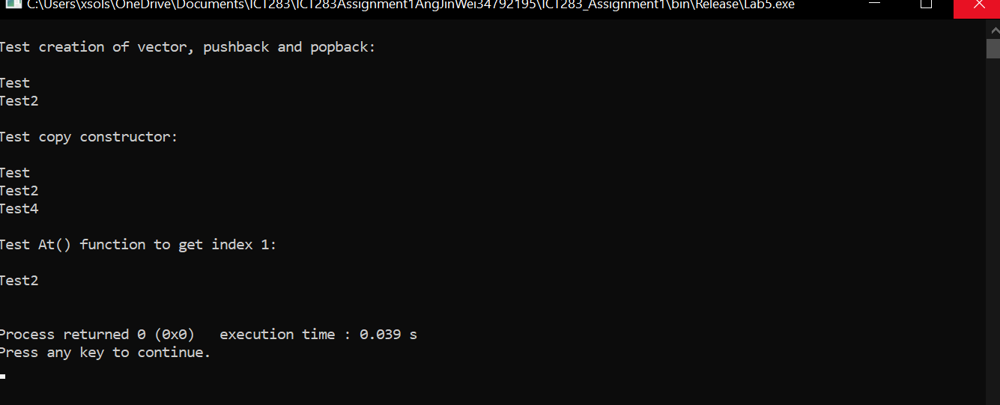 C:\Users\xsols\OneDrive\Documents\ICT283\ICT283Assignment1AngJinWei34792195\ICT283_Assignment1\bin\Release\Lab5.exe
Test creation of vector, pushback and popback:
Test
Test2
Test copy constructor:
Test
Test2
Test4
Test At() function to get index 1:
Test2
Process returned 0 (0x0)   execution time : 0.039 s
Press any key to continue.